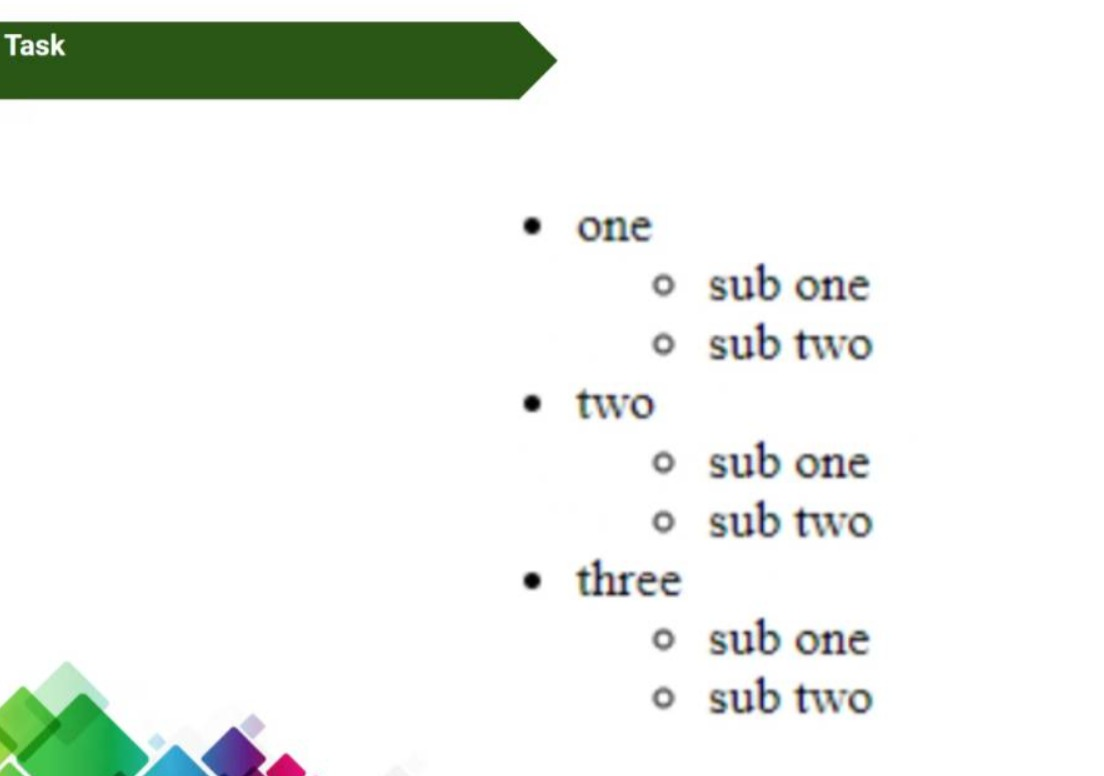 Task
• one
○ sub one
○ sub two
• two
○ sub one
○ sub two
• three
○ sub one
○ sub two